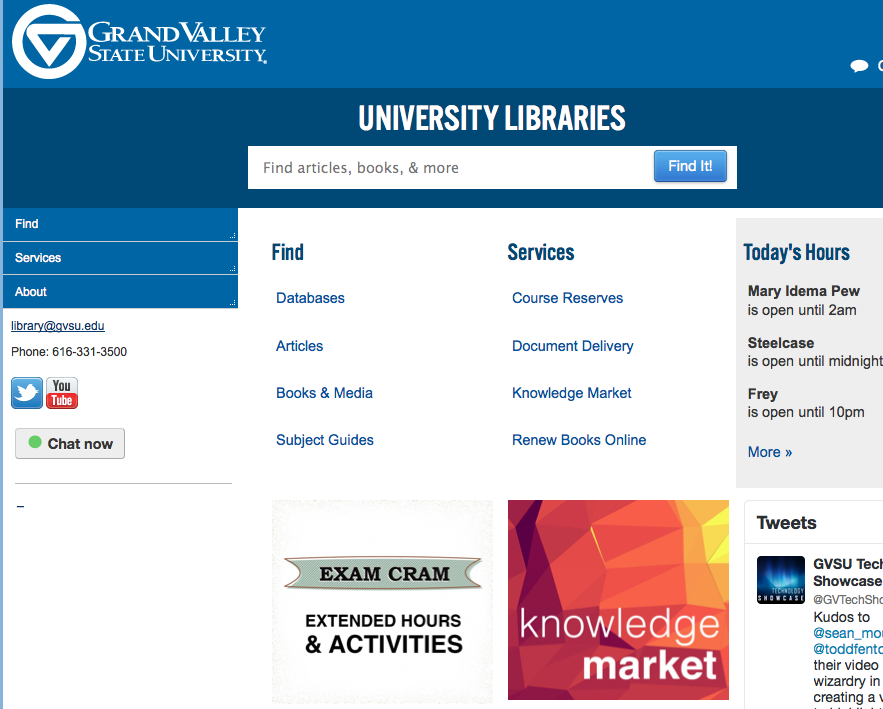 GRAND VALLEY
STATE UNIVERSITY.
UNIVERSITY LIBRARIES
Find articles, books, & more
Find It!
Find
Services
About
library@gvsu.edu
Phone: 616-331-3500
You
Tube
Chat now
Find
Databases
Articles
Books & Media
Subject Guides
Services
Course Reserves
Document Delivery
Knowledge Market
Renew Books Online
Today's Hours
Mary Idema Pew
is open until 2am
Steelcase
is open until midnight
Frey
is open until 10pm
More »
EXAM CRAM
EXTENDED HOURS
& ACTIVITIES
knowledge
market
Tweets
TECHNOLOGY
SHOWCASE
GVSU Tech
Showcase
@GVTechSho
Kudos to
@sean_mo
@toddfento
their video
wizardry in
creating a v